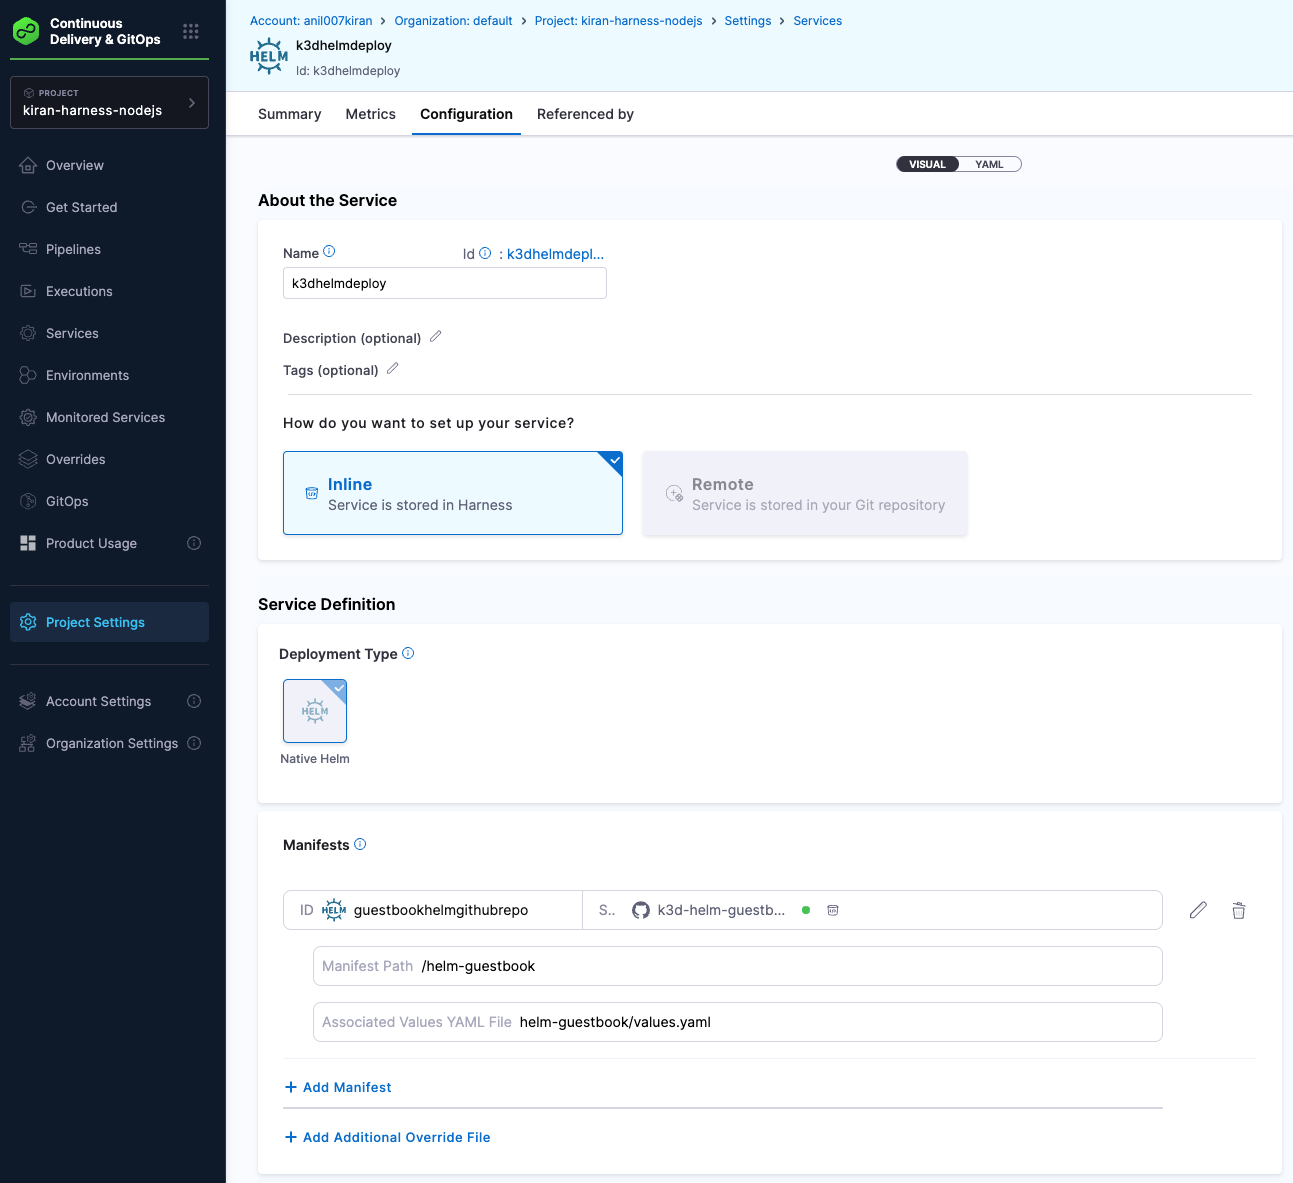 Continuous
Delivery & GitOps
PROJECT
kiran-harness-nodejs
Overview
Get Started
Pipelines
Executions
Services
Environments
Monitored Services
Overrides
GitOps
Product Usage
Project Settings
Account Settings
Organization Settings
Account: anil007kiran > Organization: default > Project: kiran-harness-nodejs > Settings > Services
HELM
k3dhelmdeploy
Id: k3dhelmdeploy
Summary Metrics Configuration Referenced by
VISUAL YAML
About the Service
Name Id : k3dhelmdepl...
k3dhelmdeploy
Description (optional)
Tags (optional)
How do you want to set up your service?
Inline
Service is stored in Harness
Remote
Service is stored in your Git repository
Service Definition
Deployment Type
HELM
Native Helm
Manifests
ID HELM guestbookhelmgithubrepo S.. k3d-helm-guestb...
Manifest Path /helm-guestbook
Associated Values YAML File helm-guestbook/values.yaml
+ Add Manifest
+ Add Additional Override File